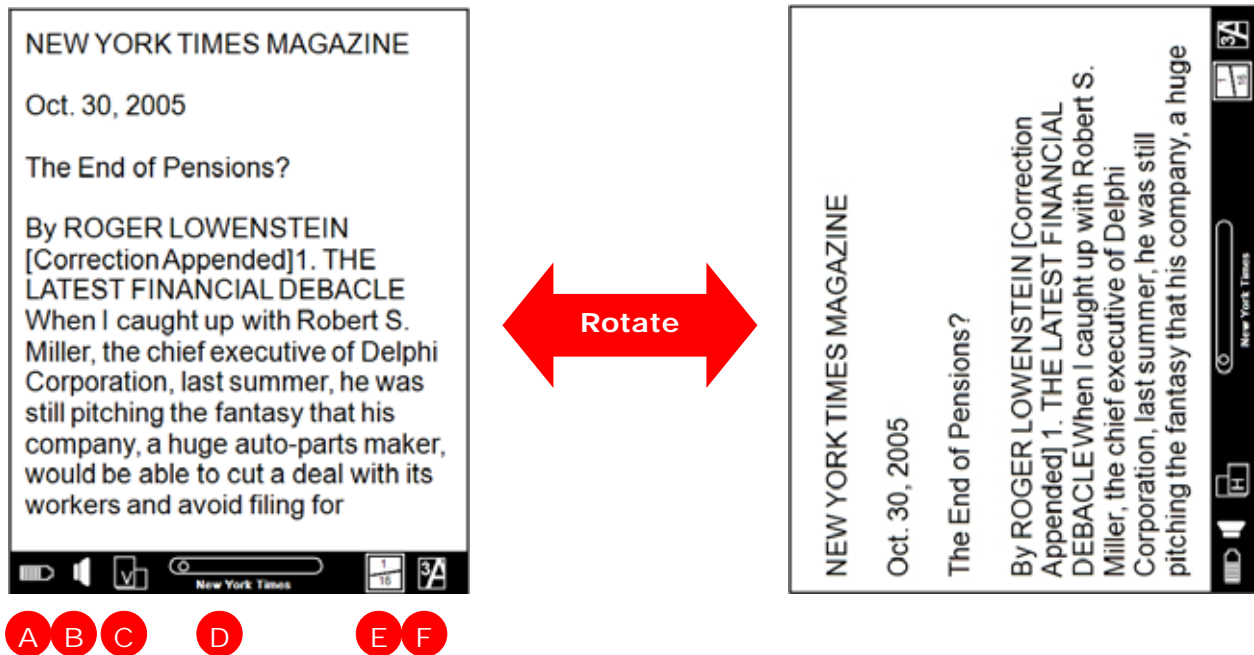 NEW YORK TIMES MAGAZINE
Oct. 30, 2005
The End of Pensions?
By ROGER LOWENSTEIN
[Correction Appended]1. THE
LATEST FINANCIAL DEBACLE
When I caught up with Robert S.
Miller, the chief executive of Delphi
Corporation, last summer, he was
still pitching the fantasy that his
company, a huge auto-parts maker,
would be able to cut a deal with its
workers and avoid filing for
V
New York Times
1
16
3A
A
B
C
D
E
F
Rotate
NEW YORK TIMES MAGAZINE
Oct. 30, 2005
The End of Pensions?
By ROGER LOWENSTEIN [Correction
Appended] 1. THE LATEST FINANCIAL
DEBACLE When I caught up with Robert S.
Miller, the chief executive of Delphi
Corporation, last summer, he was still
pitching the fantasy that his company, a huge
H
New York Times
1
16
3A